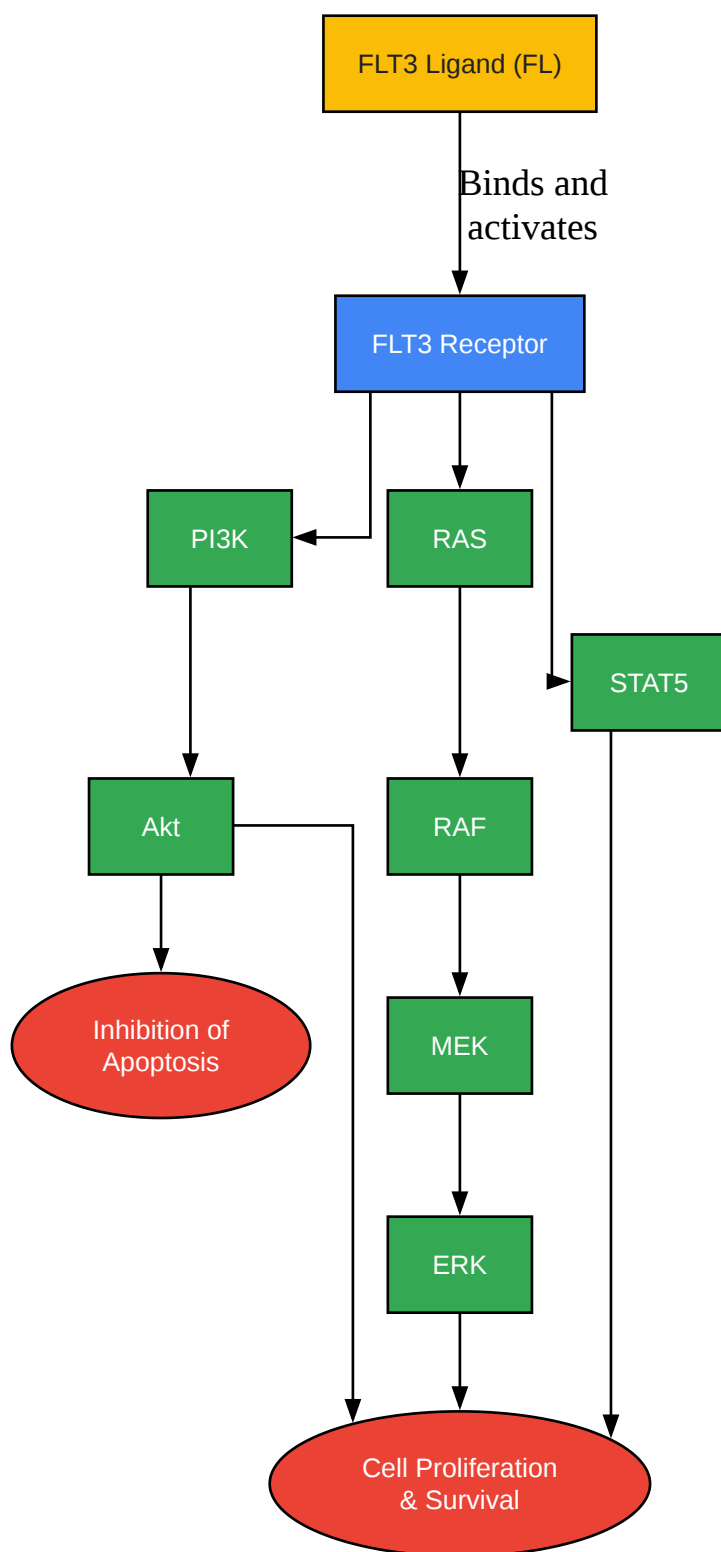 FLT3 Ligand (FL)
Binds and
activates
FLT3 Receptor
PI3K
RAS
STAT5
Akt
RAF
Inhibition of
Apoptosis
MEK
ERK
Cell Proliferation
& Survival